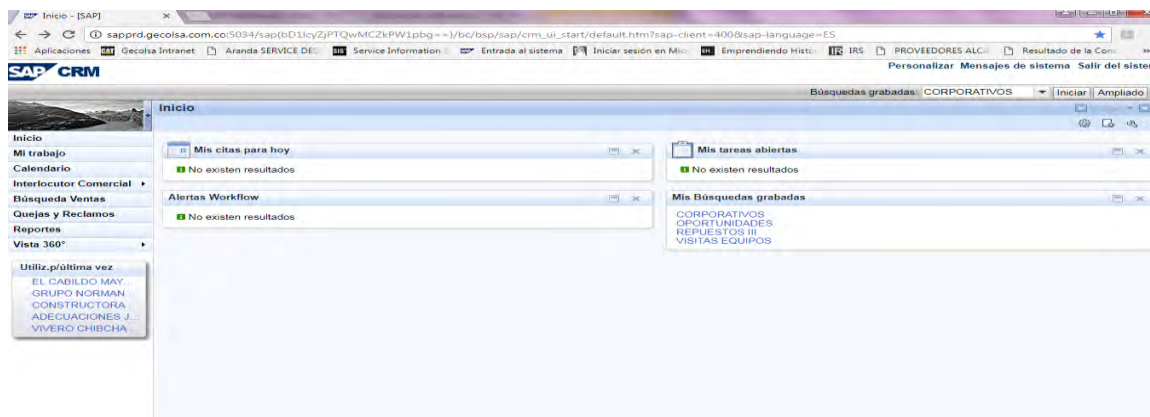 Inicio - [SAP]
sapprd.gecolsa.com.co:5034/sap(bD1lcyZjPTQwMCZkPW1pbg==)/bc/bsp/sap/crm_ui_start/default.htm?sap-client=400&sap-language=ES
Aplicaciones CAT Gecolsa Intranet Aranda SERVICE DE SIS Service Information Entrada al sistema Iniciar sesión en Mic Emprendiendo Histo IRS PROVEEDORES ALC Resultado de la Con
SAP CRM
Personalizar Mensajes de sistema Salir del sister
Búsquedas grabadas: CORPORATIVOS Iniciar Ampliado
Inicio
Inicio
Mi trabajo
Calendario
Interlocutor Comercial
Búsqueda Ventas
Quejas y Reclamos
Reportes
Vista 360°
Utiliz.p/última vez
EL CABILDO MAY...
GRUPO NORMAN
CONSTRUCTORA
ADECUACIONES J...
VIVERO CHIBCHA
Mis citas para hoy
No existen resultados
Alertas Workflow
No existen resultados
Mis tareas abiertas
No existen resultados
Mis Búsquedas grabadas
CORPORATIVOS
OPORTUNIDADES
REPUESTOS III
VISITAS EQUIPOS